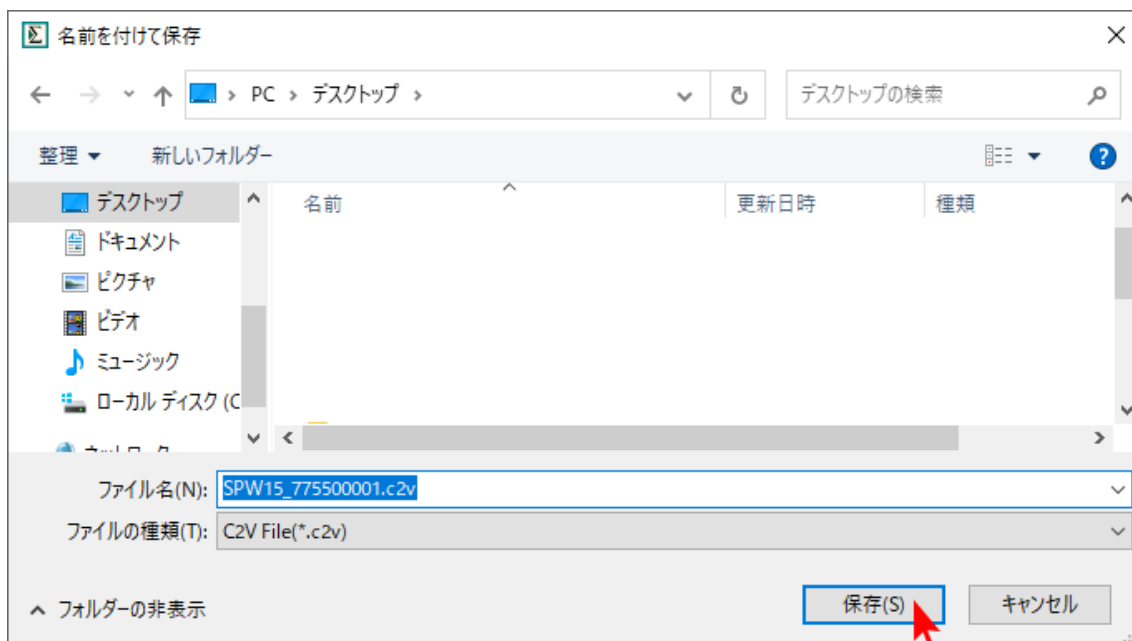 名前を付けて保存
PC デスクトップ
デスクトップの検索
整理 新しいフォルダー
名前 更新日時 種類
デスクトップ
ドキュメント
ピクチャ
ビデオ
ミュージック
ローカル ディスク (C
ファイル名(N): SPW15_775500001.c2v
ファイルの種類(T): C2V File(*.c2v)
フォルダーの非表示
保存(S) キャンセル